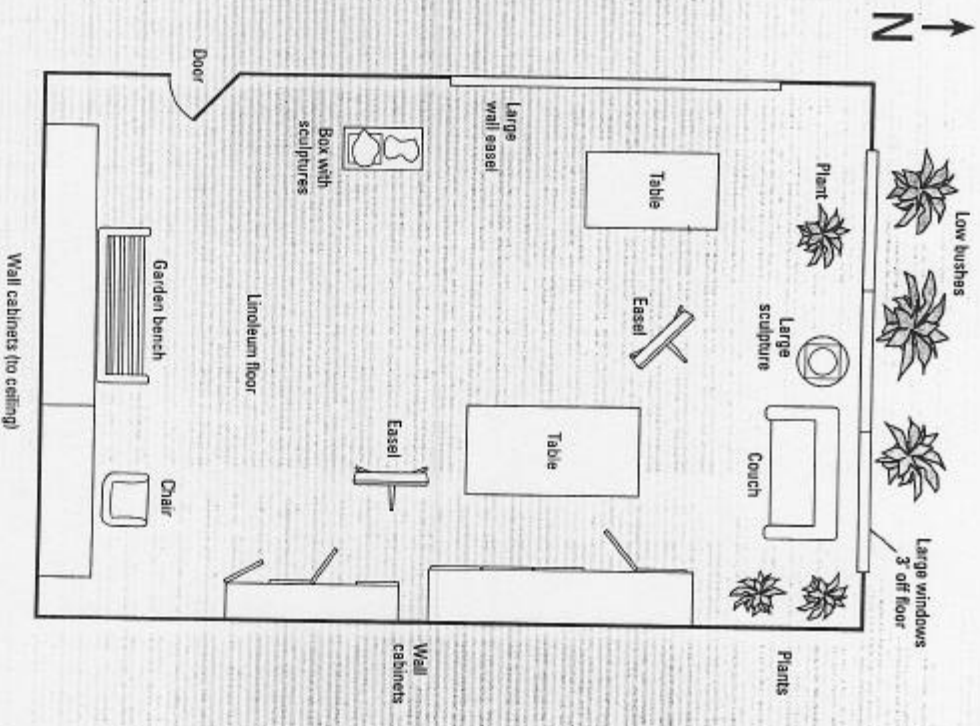 N
Low bushes
Large windows
3' off floor
Plant
Large
sculpture
Couch
Plants
Table
Easel
Table
Large
wall easel
Easel
Wall
cabinets
Box with
sculptures
Linoleum floor
Door
Garden bench
Chair
Wall cabinets (to ceiling)